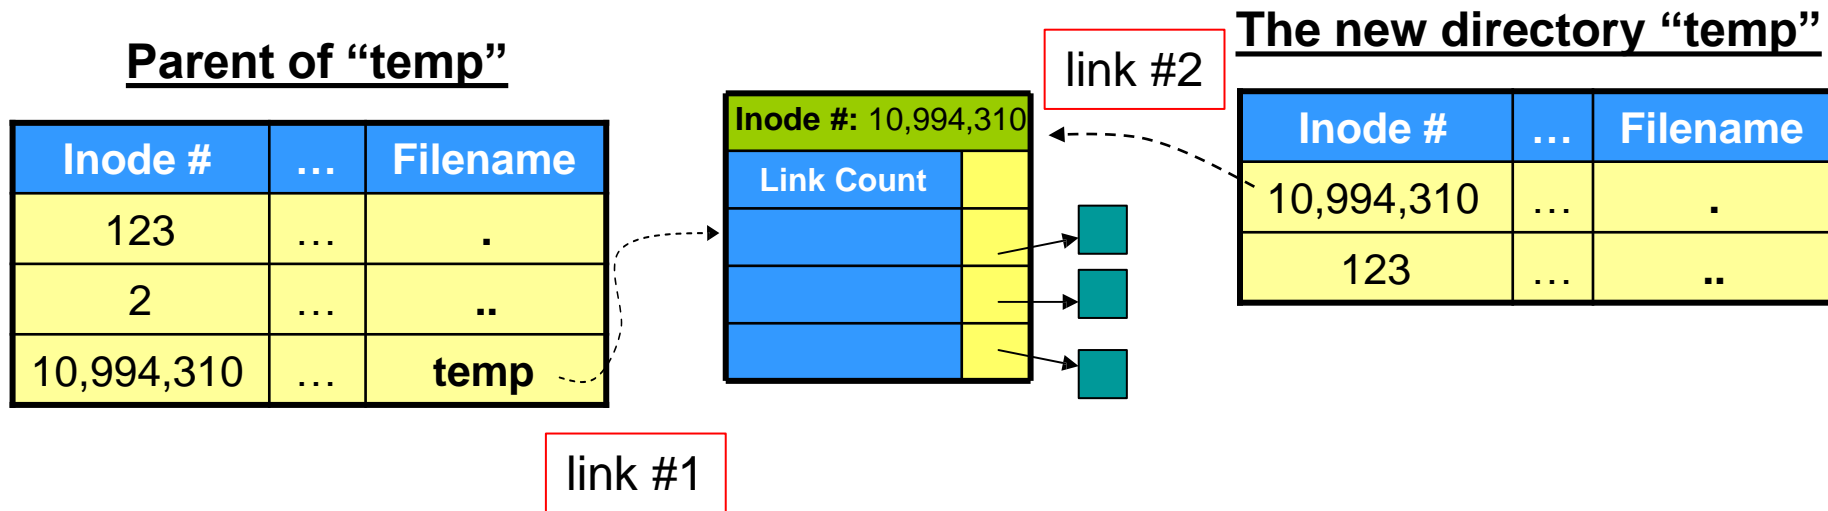 Parent of “temp”
Inode # … Filename
123 … .
2 … ..
10,994,310 … temp
link #1
Inode #: 10,994,310
Link Count
link #2
The new directory “temp”
Inode # … Filename
10,994,310 … .
123 … ..